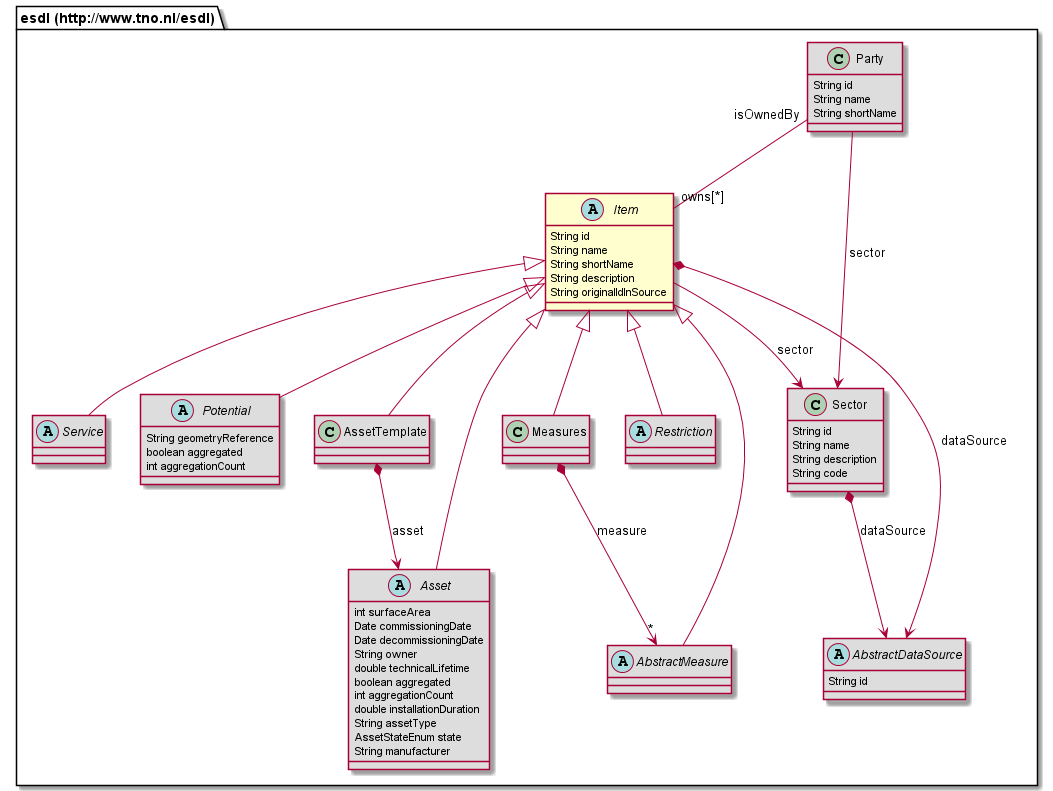 esdl (http://www.tno.nl/esdl)
C Party
String id
String name
String shortName
isOwnedBy
owns[*]
A Item
String id
String name
String shortName
String description
String originalIdInSource
sector
sector
dataSource
A Service
A Potential
String geometryReference
boolean aggregated
int aggregationCount
C AssetTemplate
C Measures
A Restriction
C Sector
String id
String name
String description
String code
asset
measure
dataSource
*
A Asset
int surfaceArea
Date commissioningDate
Date decommissioningDate
String owner
double technicalLifetime
boolean aggregated
int aggregationCount
double installationDuration
String assetType
AssetStateEnum state
String manufacturer
A AbstractMeasure
A AbstractDataSource
String id